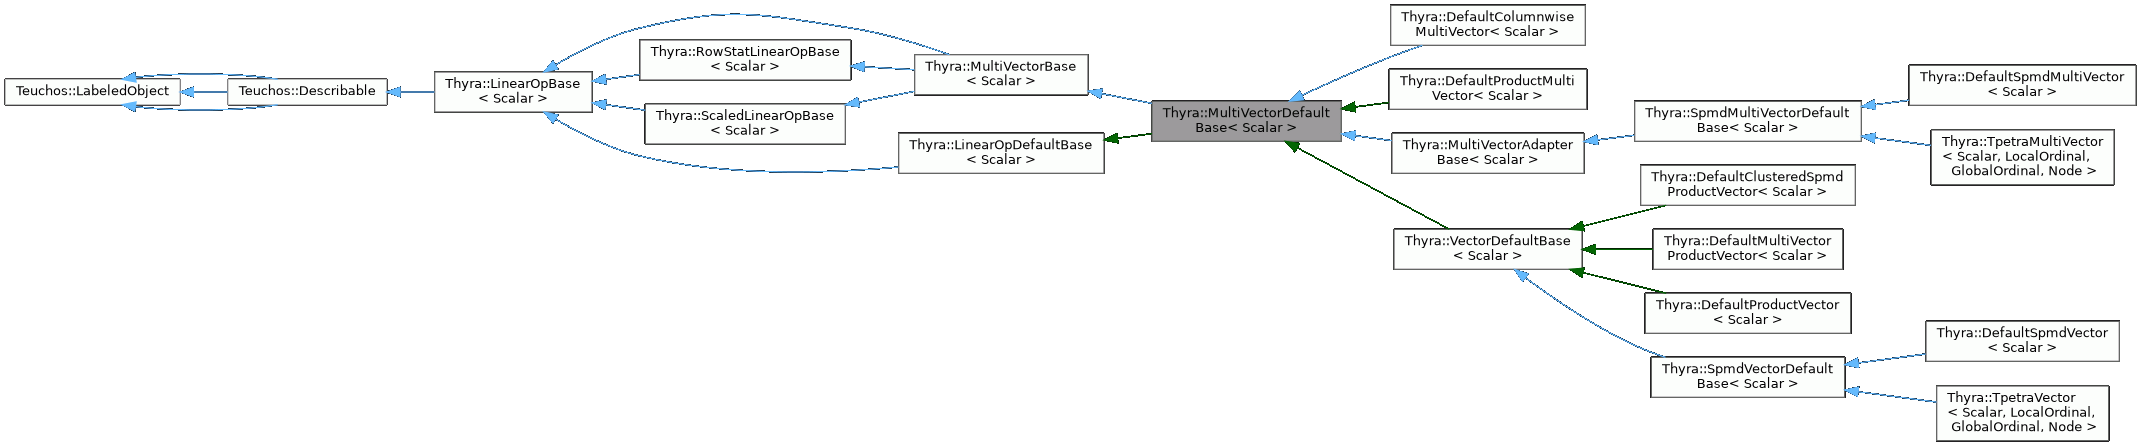 Teuchos::LabeledObject
Teuchos::Describable
Thyra::LinearOpBase
< Scalar >
Thyra::RowStatLinearOpBase
< Scalar >
Thyra::ScaledLinearOpBase
< Scalar >
Thyra::MultiVectorBase
< Scalar >
Thyra::LinearOpDefaultBase
< Scalar >
Thyra::MultiVectorDefault
Base< Scalar >
Thyra::DefaultColumnwise
MultiVector< Scalar >
Thyra::DefaultProductMulti
Vector< Scalar >
Thyra::MultiVectorAdapter
Base< Scalar >
Thyra::VectorDefaultBase
< Scalar >
Thyra::SpmdMultiVectorDefault
Base< Scalar >
Thyra::DefaultClusteredSpmd
ProductVector< Scalar >
Thyra::DefaultMultiVector
ProductVector< Scalar >
Thyra::DefaultProductVector
< Scalar >
Thyra::SpmdVectorDefault
Base< Scalar >
Thyra::DefaultSpmdMultiVector
< Scalar >
Thyra::TpetraMultiVector
< Scalar, LocalOrdinal,
GlobalOrdinal, Node >
Thyra::DefaultSpmdVector
< Scalar >
Thyra::TpetraVector
< Scalar, LocalOrdinal,
GlobalOrdinal, Node >